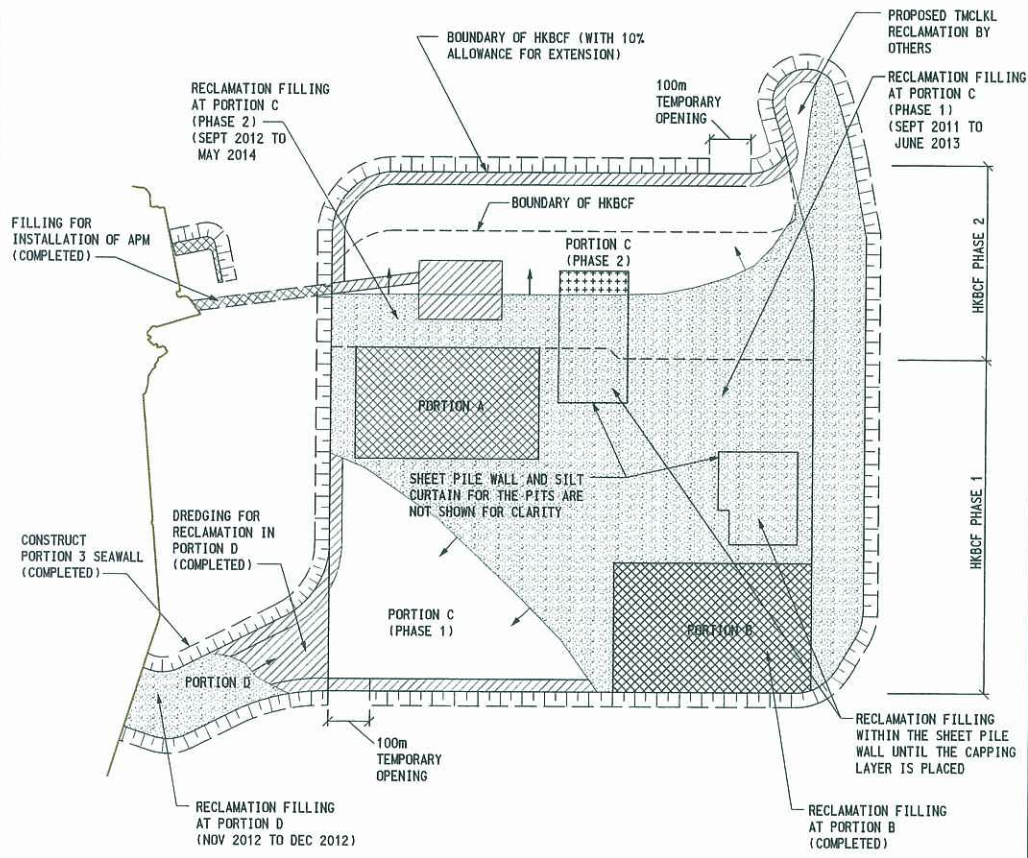 PROPOSED TMCLKL
RECLAMATION BY
OTHERS
BOUNDARY OF HKBCF (WITH 10%
ALLOWANCE FOR EXTENSION)
RECLAMATION FILLING
AT PORTION C
(PHASE 1)
(SEPT 2011 TO
JUNE 2013
100m
TEMPORARY
OPENING
RECLAMATION FILLING
AT PORTION C
(PHASE 2)
(SEPT 2012 TO
MAY 2014
BOUNDARY OF HKBCF
FILLING FOR
INSTALLATION OF APM
(COMPLETED)
PORTION C
(PHASE 2)
HKBCF PHASE 2
PORTION A
SHEET PILE WALL AND SILT
CURTAIN FOR THE PITS ARE
NOT SHOWN FOR CLARITY
HKBCF PHASE 1
DREDGING FOR
RECLAMATION IN
PORTION D
(COMPLETED)
CONSTRUCT
PORTION 3 SEAWALL
(COMPLETED)
PORTION C
(PHASE 1)
PORTION B
PORTION D
100m
TEMPORARY
OPENING
RECLAMATION FILLING
WITHIN THE SHEET PILE
WALL UNTIL THE CAPPING
LAYER IS PLACED
RECLAMATION FILLING
AT PORTION D
(NOV 2012 TO DEC 2012)
RECLAMATION FILLING
AT PORTION B
(COMPLETED)